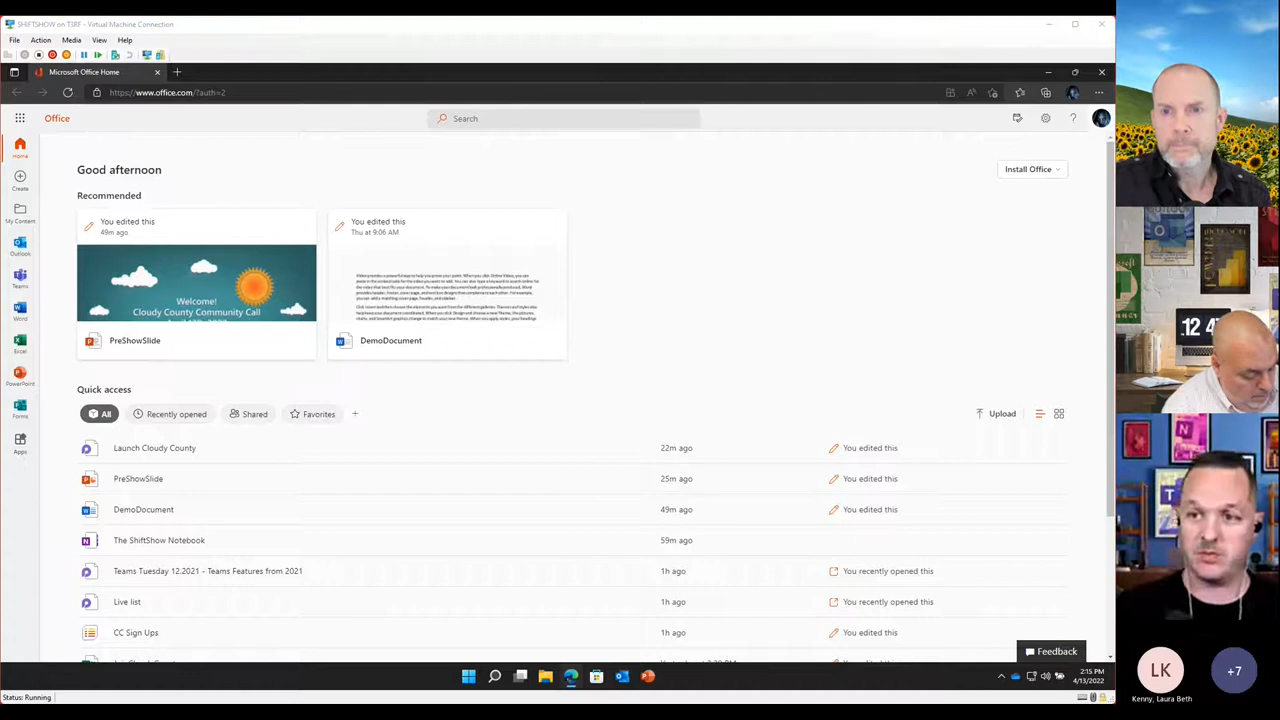 SHIFTSHOW on T1RF - Virtual Machine Connection
File Action Media View Help
Microsoft Office Home
https://www.office.com/?auth=2
Office
Search
Home
Create
My Content
Outlook
Teams
Word
Excel
PowerPoint
Forms
Apps
Good afternoon
Install Office
Recommended
You edited this
49m ago
Welcome!
Cloudy County Community Call
PreShowSlide
You edited this
Thu at 9:06 AM
DemoDocument
Quick access
All
Recently opened
Shared
Favorites
Upload
Launch Cloudy County 22m ago You edited this
PreShowSlide 25m ago You edited this
DemoDocument 49m ago You edited this
The ShiftShow Notebook 59m ago
Teams Tuesday 12.2021 - Teams Features from 2021 1h ago You recently opened this
Live list 1h ago You recently opened this
CC Sign Ups 1h ago You edited this
Feedback
2:15 PM
4/13/2022
Status: Running
12 47
LK
+7
Kenny, Laura Beth